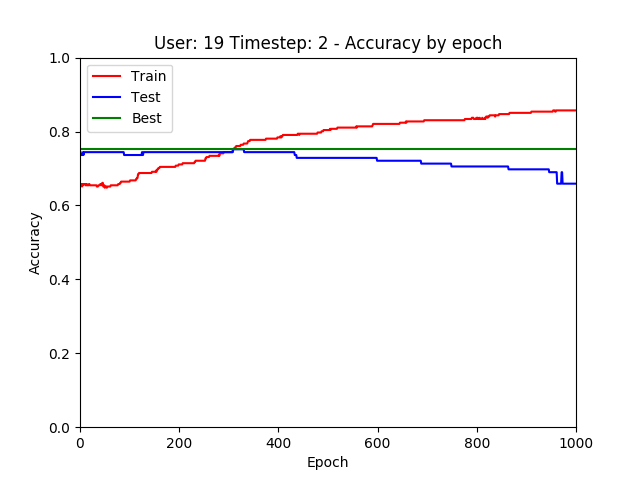 User: 19 Timestep: 2 - Accuracy by epoch
1.0
0.8
0.6
0.4
0.2
0.0
Accuracy
Train
Test
Best
0 200 400 600 800 1000
Epoch